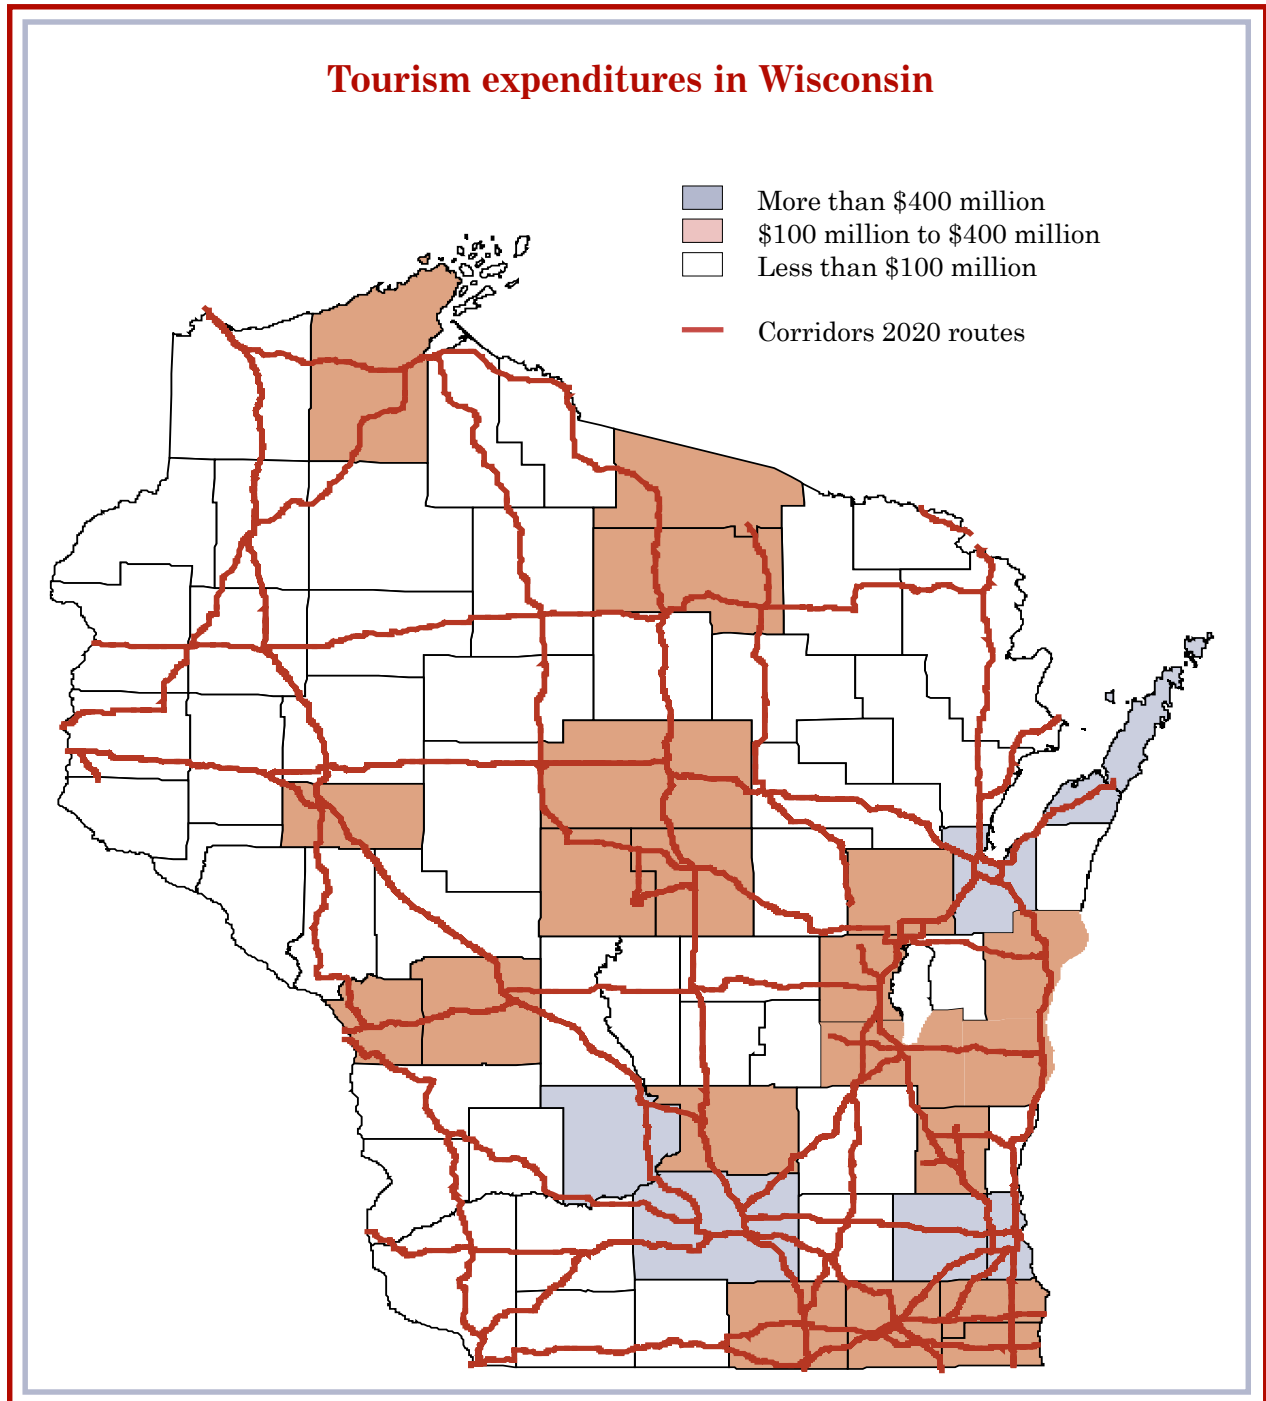 Tourism expenditures in Wisconsin
More than $400 million
$100 million to $400 million
Less than $100 million
Corridors 2020 routes